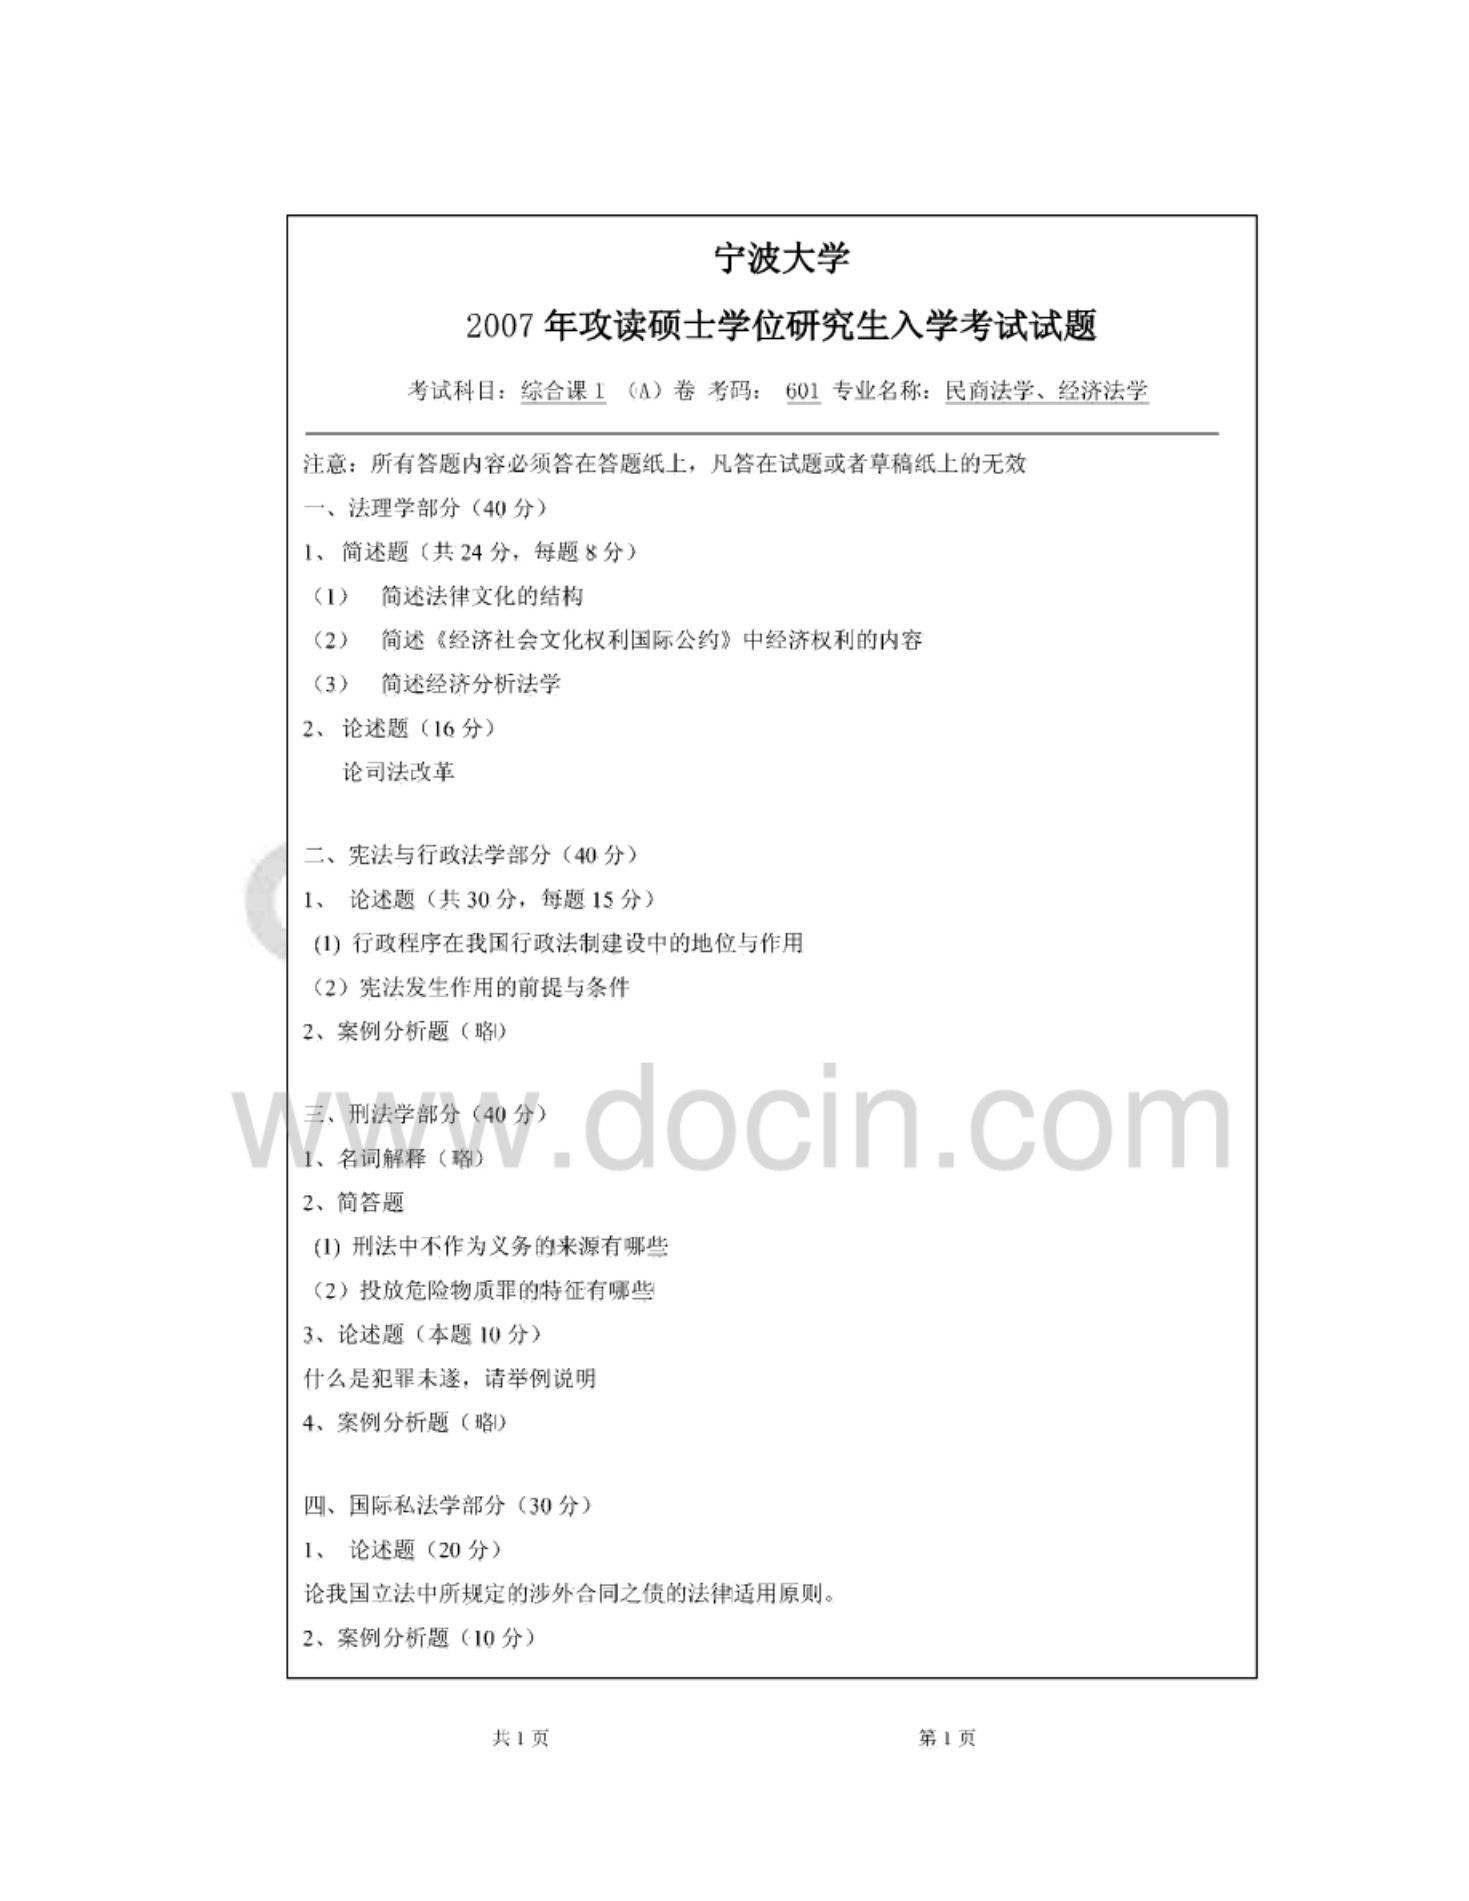 宁波大学
2007 年攻读硕士学位研究生入学考试试题
考试科目：综合课 1 （A）卷 考码： 601 专业名称：民商法学、经济法学
注意：所有答题内容必须答在答题纸上，凡答在试题或者草稿纸上的无效
一、法理学部分（40 分）
1、 简述题（共 24 分，每题 8 分）
（1） 简述法律文化的结构
（2） 简述《经济社会文化权利国际公约》中经济权利的内容
（3） 简述经济分析法学
2、 论述题（16 分）
论司法改革
二、宪法与行政法学部分（40 分）
1、 论述题（共 30 分，每题 15 分）
(1) 行政程序在我国行政法制建设中的地位与作用
（2）宪法发生作用的前提与条件
2、案例分析题（略）
www.docin.com
三、刑法学部分（40 分）
1、名词解释（略）
2、简答题
(1) 刑法中不作为义务的来源有哪些
（2）投放危险物质罪的特征有哪些
3、论述题（本题 10 分）
什么是犯罪未遂，请举例说明
4、案例分析题（略）
四、国际私法学部分（30 分）
1、 论述题（20 分）
论我国立法中所规定的涉外合同之债的法律适用原则。
2、案例分析题（10 分）
共 1 页 第 1 页